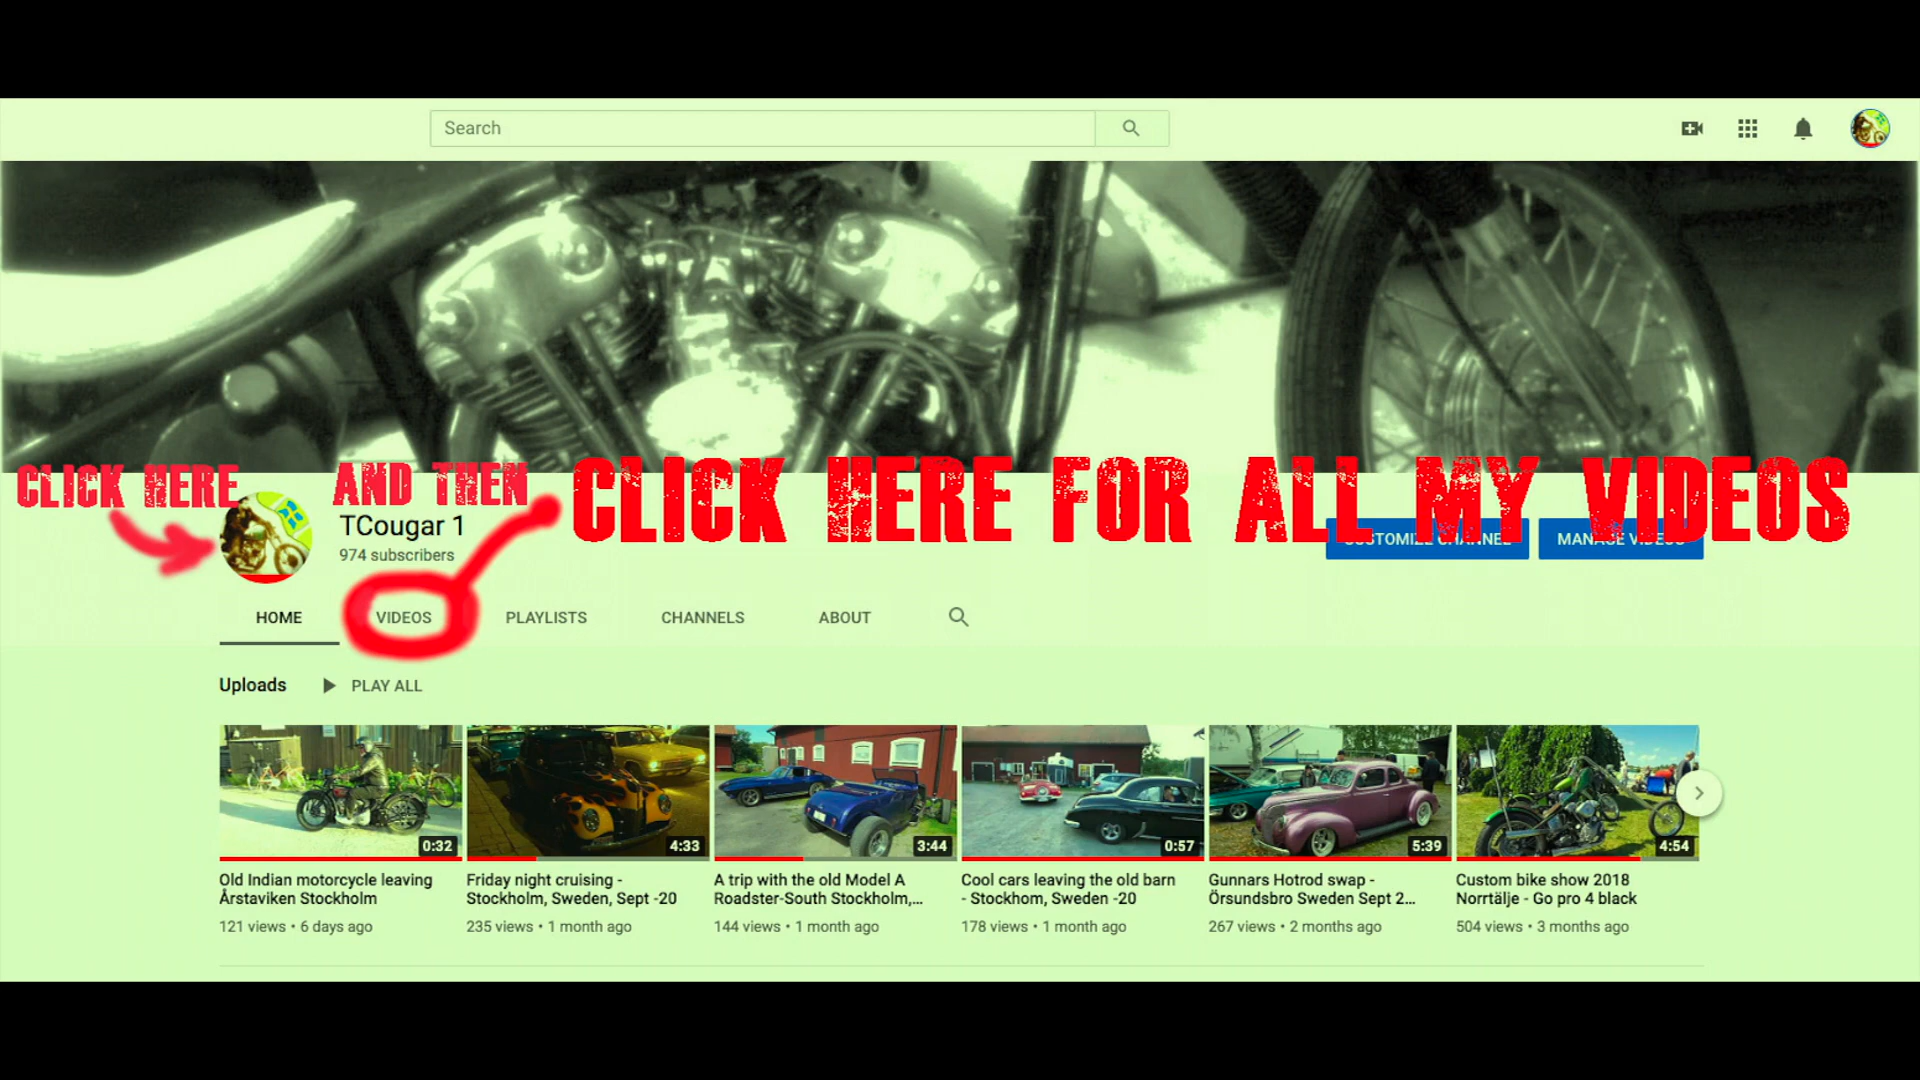 Search
CLICK HERE
AND THEN
CLICK HERE FOR ALL MY VIDEOS
TCougar 1
974 subscribers
CUSTOMIZE CHANNEL
MANAGE VIDEOS
HOME
VIDEOS
PLAYLISTS
CHANNELS
ABOUT
Uploads
PLAY ALL
0:32
4:33
3:44
0:57
5:39
4:54
Old Indian motorcycle leaving
Årstaviken Stockholm
121 views • 6 days ago
Friday night cruising -
Stockholm, Sweden, Sept -20
235 views • 1 month ago
A trip with the old Model A
Roadster-South Stockholm,...
144 views • 1 month ago
Cool cars leaving the old barn
- Stockhom, Sweden -20
178 views • 1 month ago
Gunnars Hotrod swap -
Örsundsbro Sweden Sept 2...
267 views • 2 months ago
Custom bike show 2018
Norrtälje - Go pro 4 black
504 views • 3 months ago